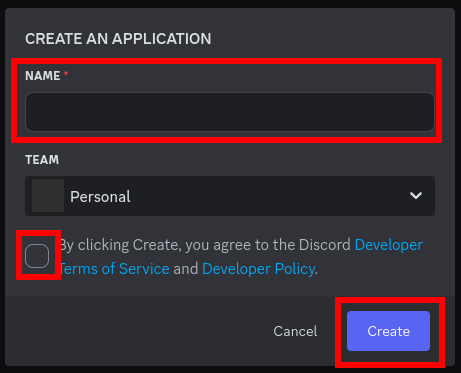 CREATE AN APPLICATION
NAME *
TEAM
Personal
By clicking Create, you agree to the Discord Developer
Terms of Service and Developer Policy.
Cancel Create